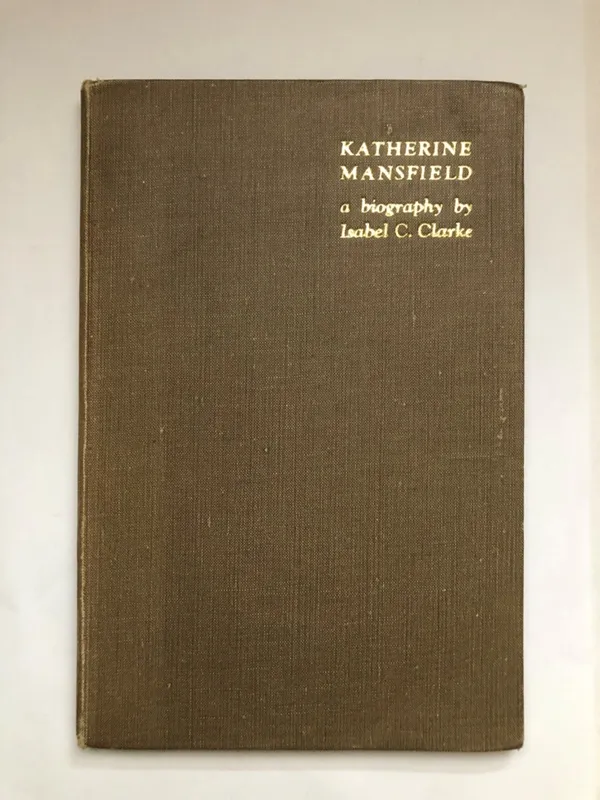 KATHERINE
MANSFIELD
a biography by
Isabel C. Clarke